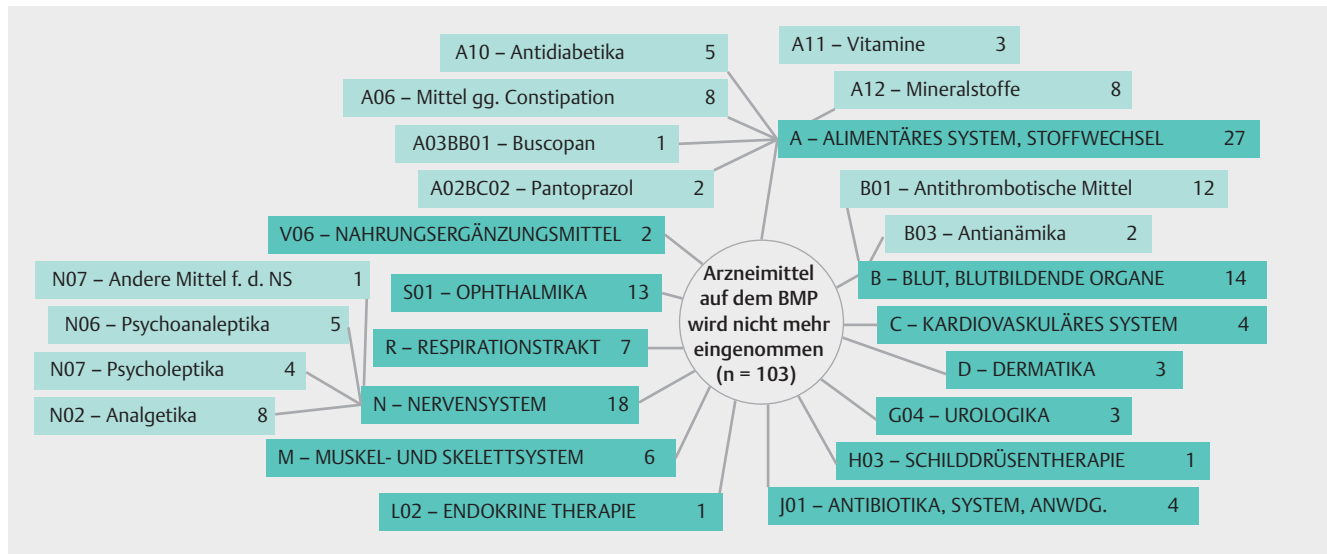 A10 – Antidiabetika 5
A11 – Vitamine 3
A06 – Mittel gg. Constipation 8
A12 – Mineralstoffe 8
A03BB01 – Buscopan 1
A – ALIMENTÄRES SYSTEM, STOFFWECHSEL 27
A02BC02 – Pantoprazol 2
B01 – Antithrombotische Mittel 12
V06 – NAHRUNGSERGÄNZUNGSMITTEL 2
B03 – Antianämika 2
N07 – Andere Mittel f. d. NS 1
S01 – OPHTHALMIKA 13
Arzneimittel
auf dem BMP
wird nicht mehr
eingenommen
(n = 103)
B – BLUT, BLUTBILDENDE ORGANE 14
N06 – Psychoanaleptika 5
R – RESPIRATIONSTRAKT 7
C – KARDIOVASKULÄRES SYSTEM 4
N07 – Psycholeptika 4
D – DERMATIKA 3
N02 – Analgetika 8
N – NERVENSYSTEM 18
G04 – UROLOGIKA 3
M – MUSKEL- UND SKELETTSYSTEM 6
H03 – SCHILDDRÜSENTHERAPIE 1
L02 – ENDOKRINE THERAPIE 1
J01 – ANTIBIOTIKA, SYSTEM, ANWDG. 4